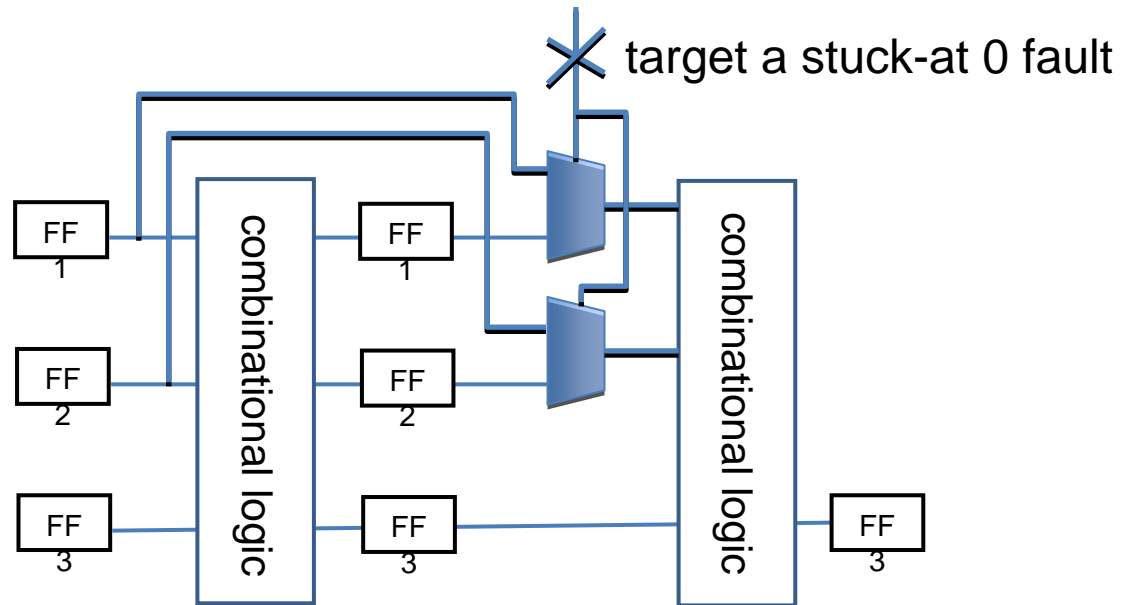 target a stuck-at 0 fault
FF
1
combinational logic
FF
1
combinational logic
FF
2
FF
2
FF
3
FF
3
FF
3